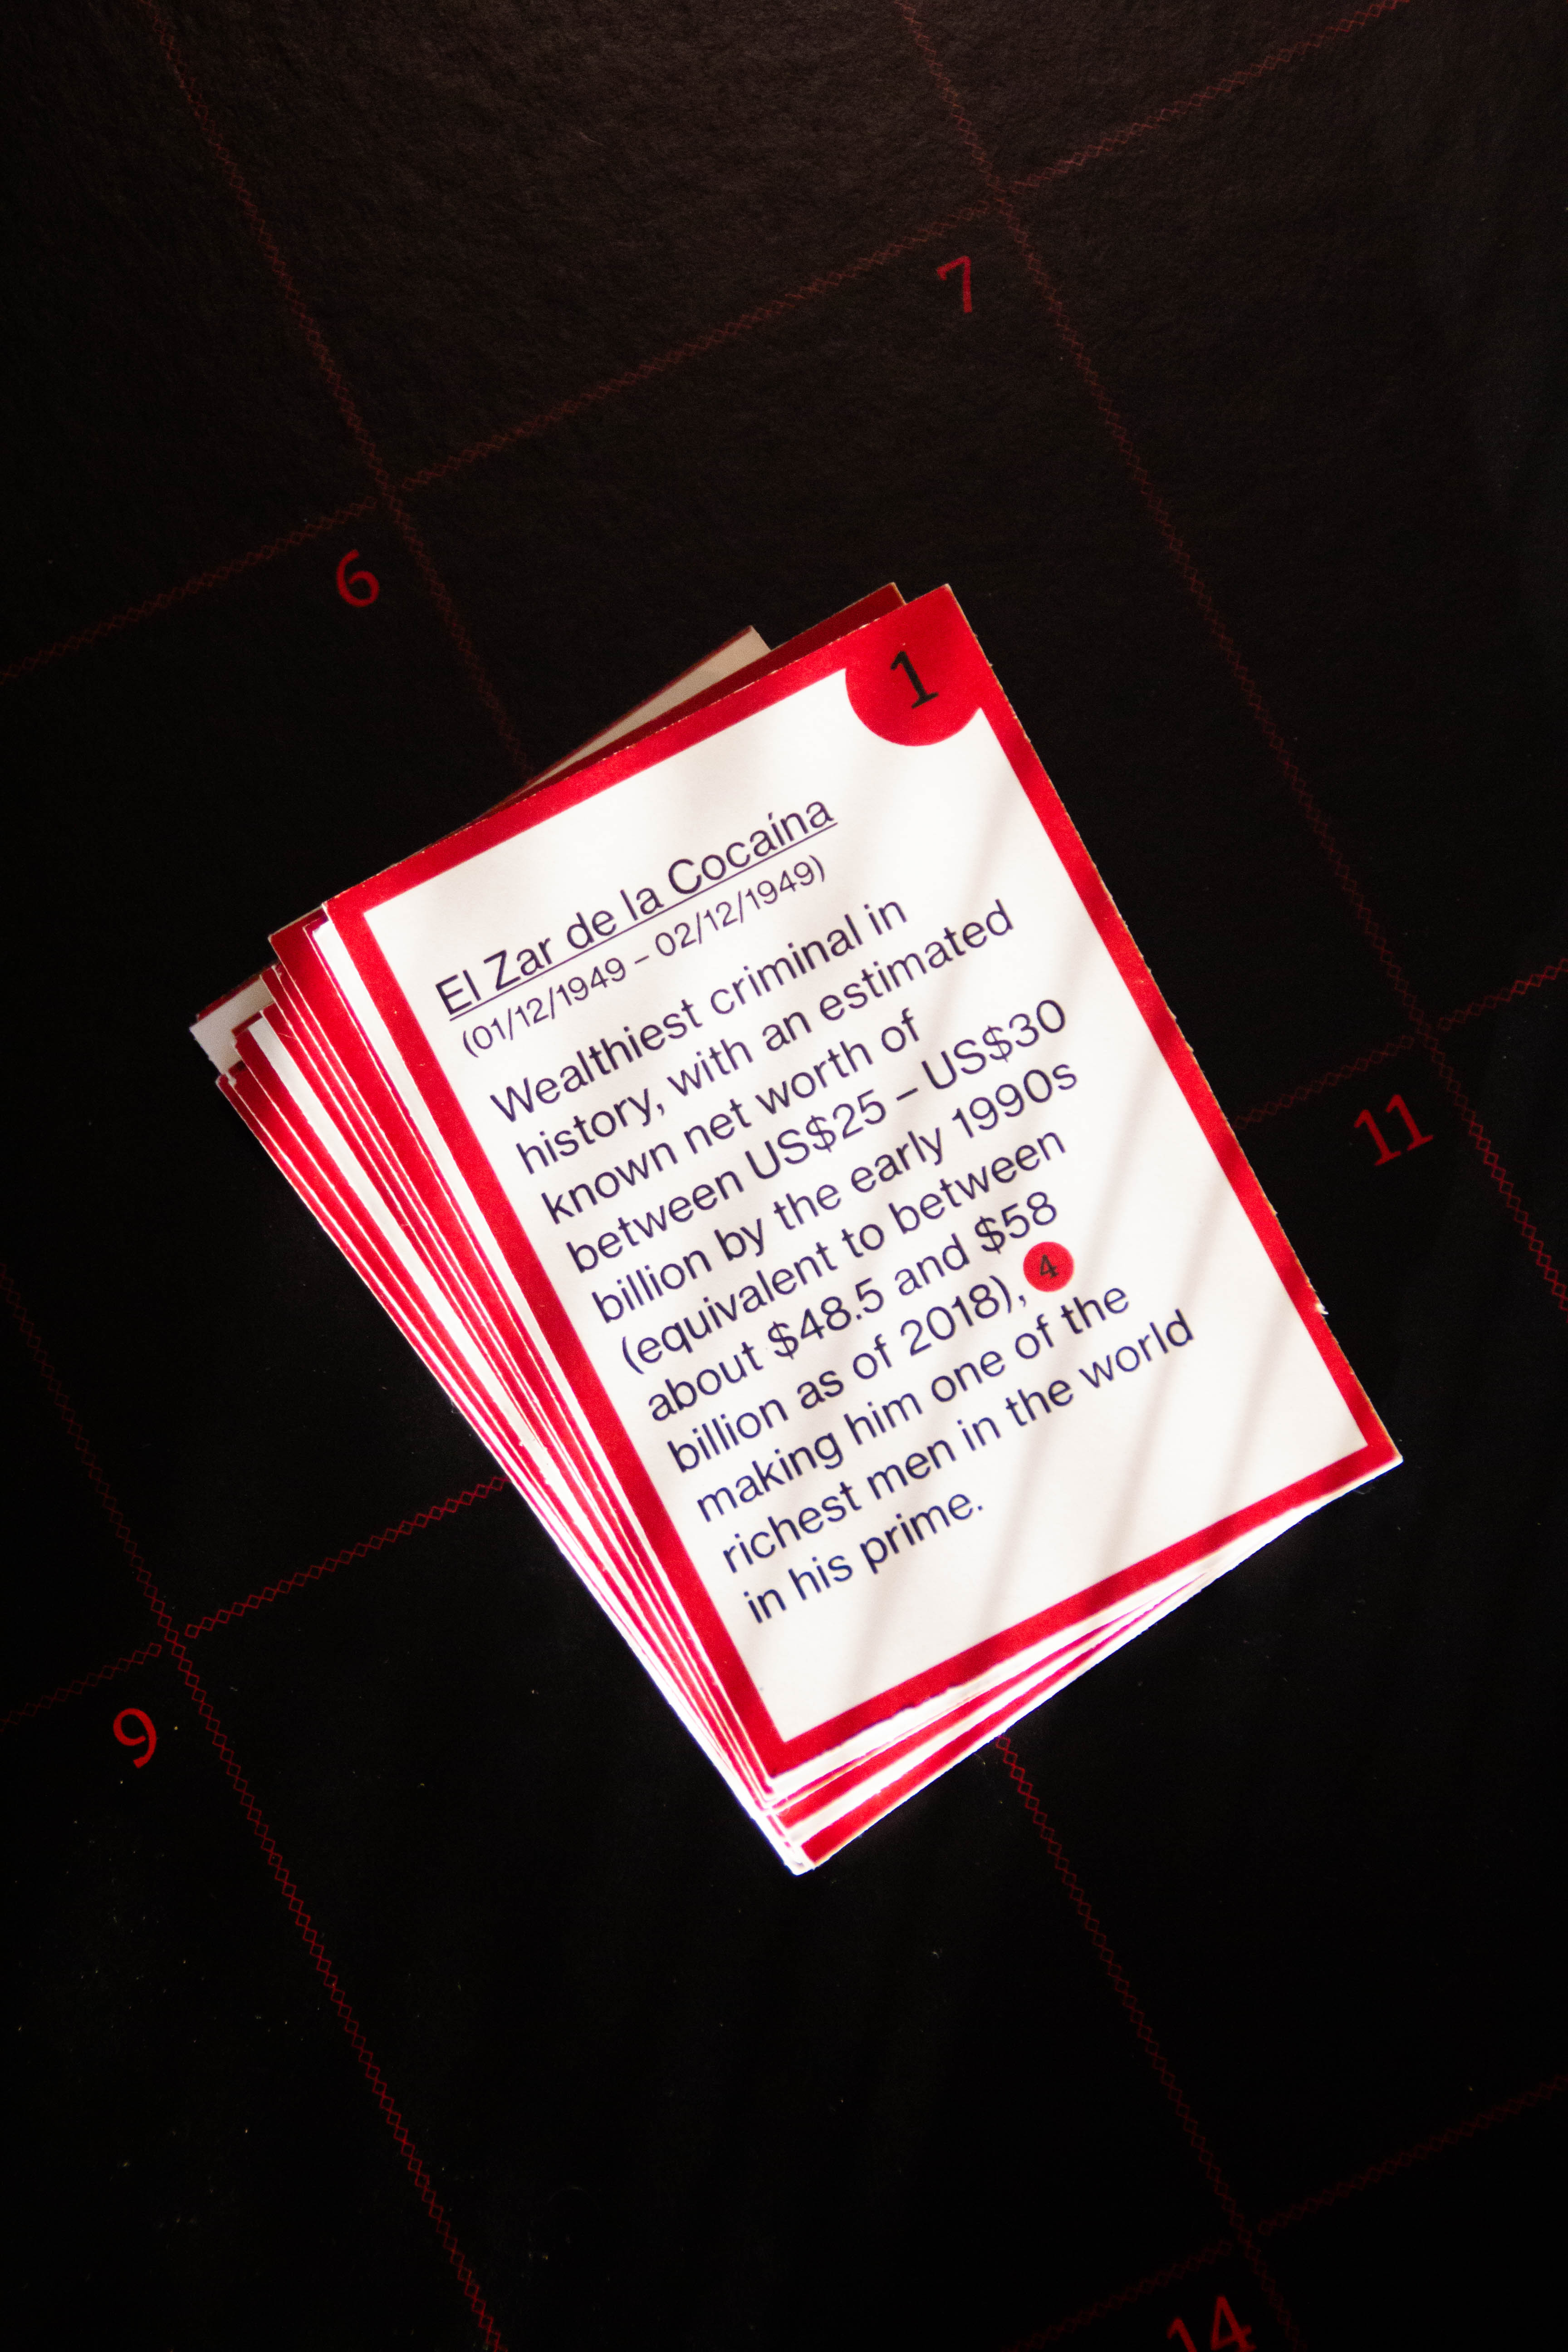 7
6
1
El Zar de la Cocaína
(01/12/1949 – 02/12/1949)
Wealthiest criminal in
history, with an estimated
known net worth of
between US$25 – US$30
billion by the early 1990s
(equivalent to between
about $48.5 and $58
billion as of 2018), 4
making him one of the
richest men in the world
in his prime.
11
9
14